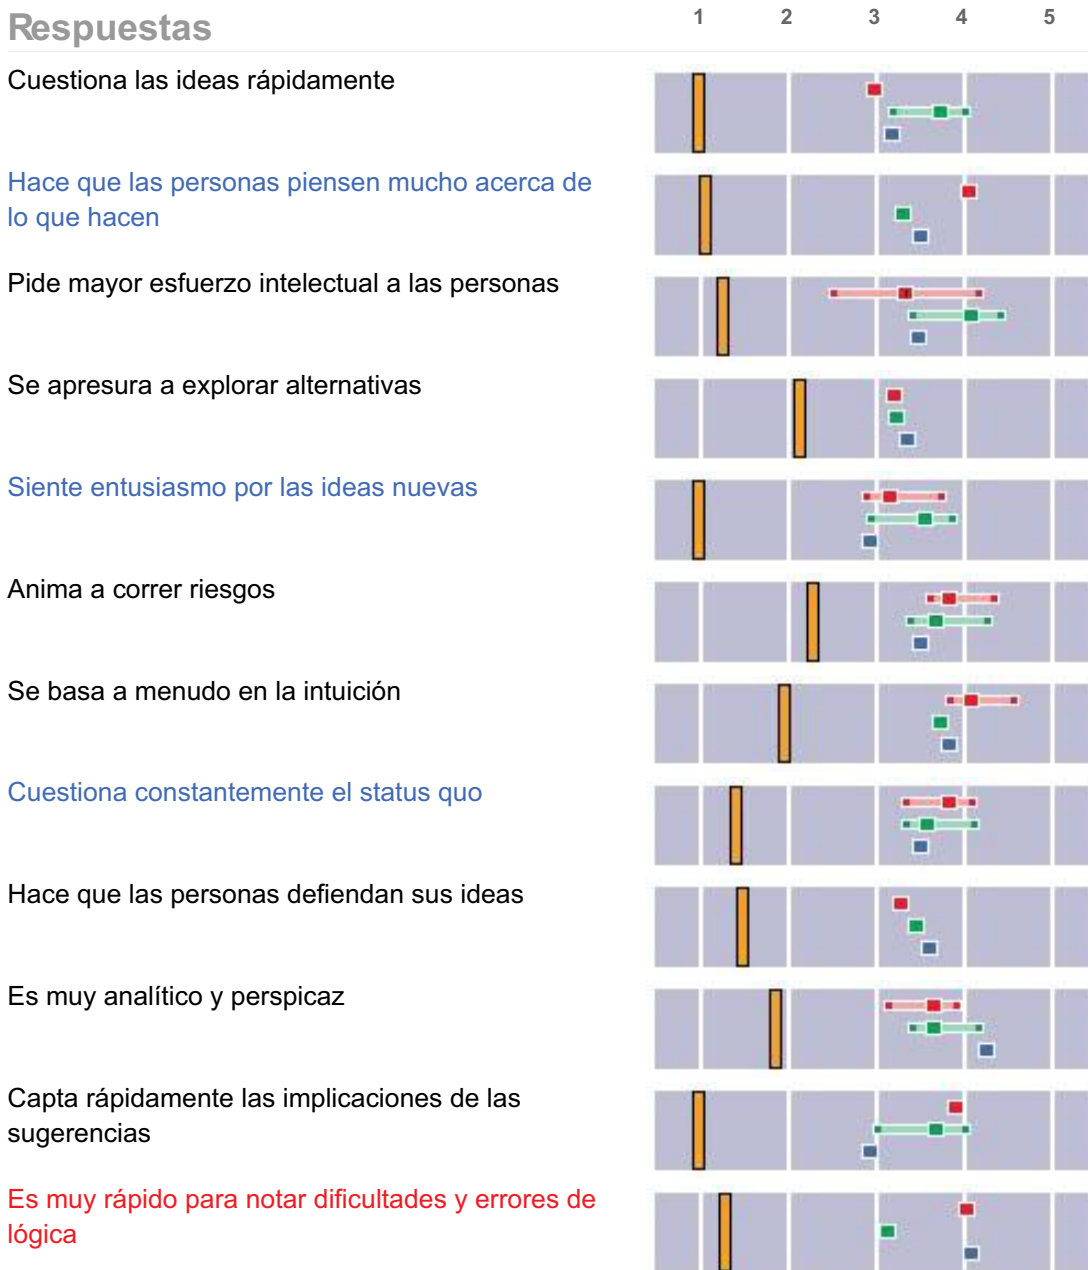 Respuestas 1 2 3 4 5
Cuestiona las ideas rápidamente
Hace que las personas piensen mucho acerca de
lo que hacen
Pide mayor esfuerzo intelectual a las personas
Se apresura a explorar alternativas
Siente entusiasmo por las ideas nuevas
Anima a correr riesgos
Se basa a menudo en la intuición
Cuestiona constantemente el status quo
Hace que las personas defiendan sus ideas
Es muy analítico y perspicaz
Capta rápidamente las implicaciones de las
sugerencias
Es muy rápido para notar dificultades y errores de
lógica